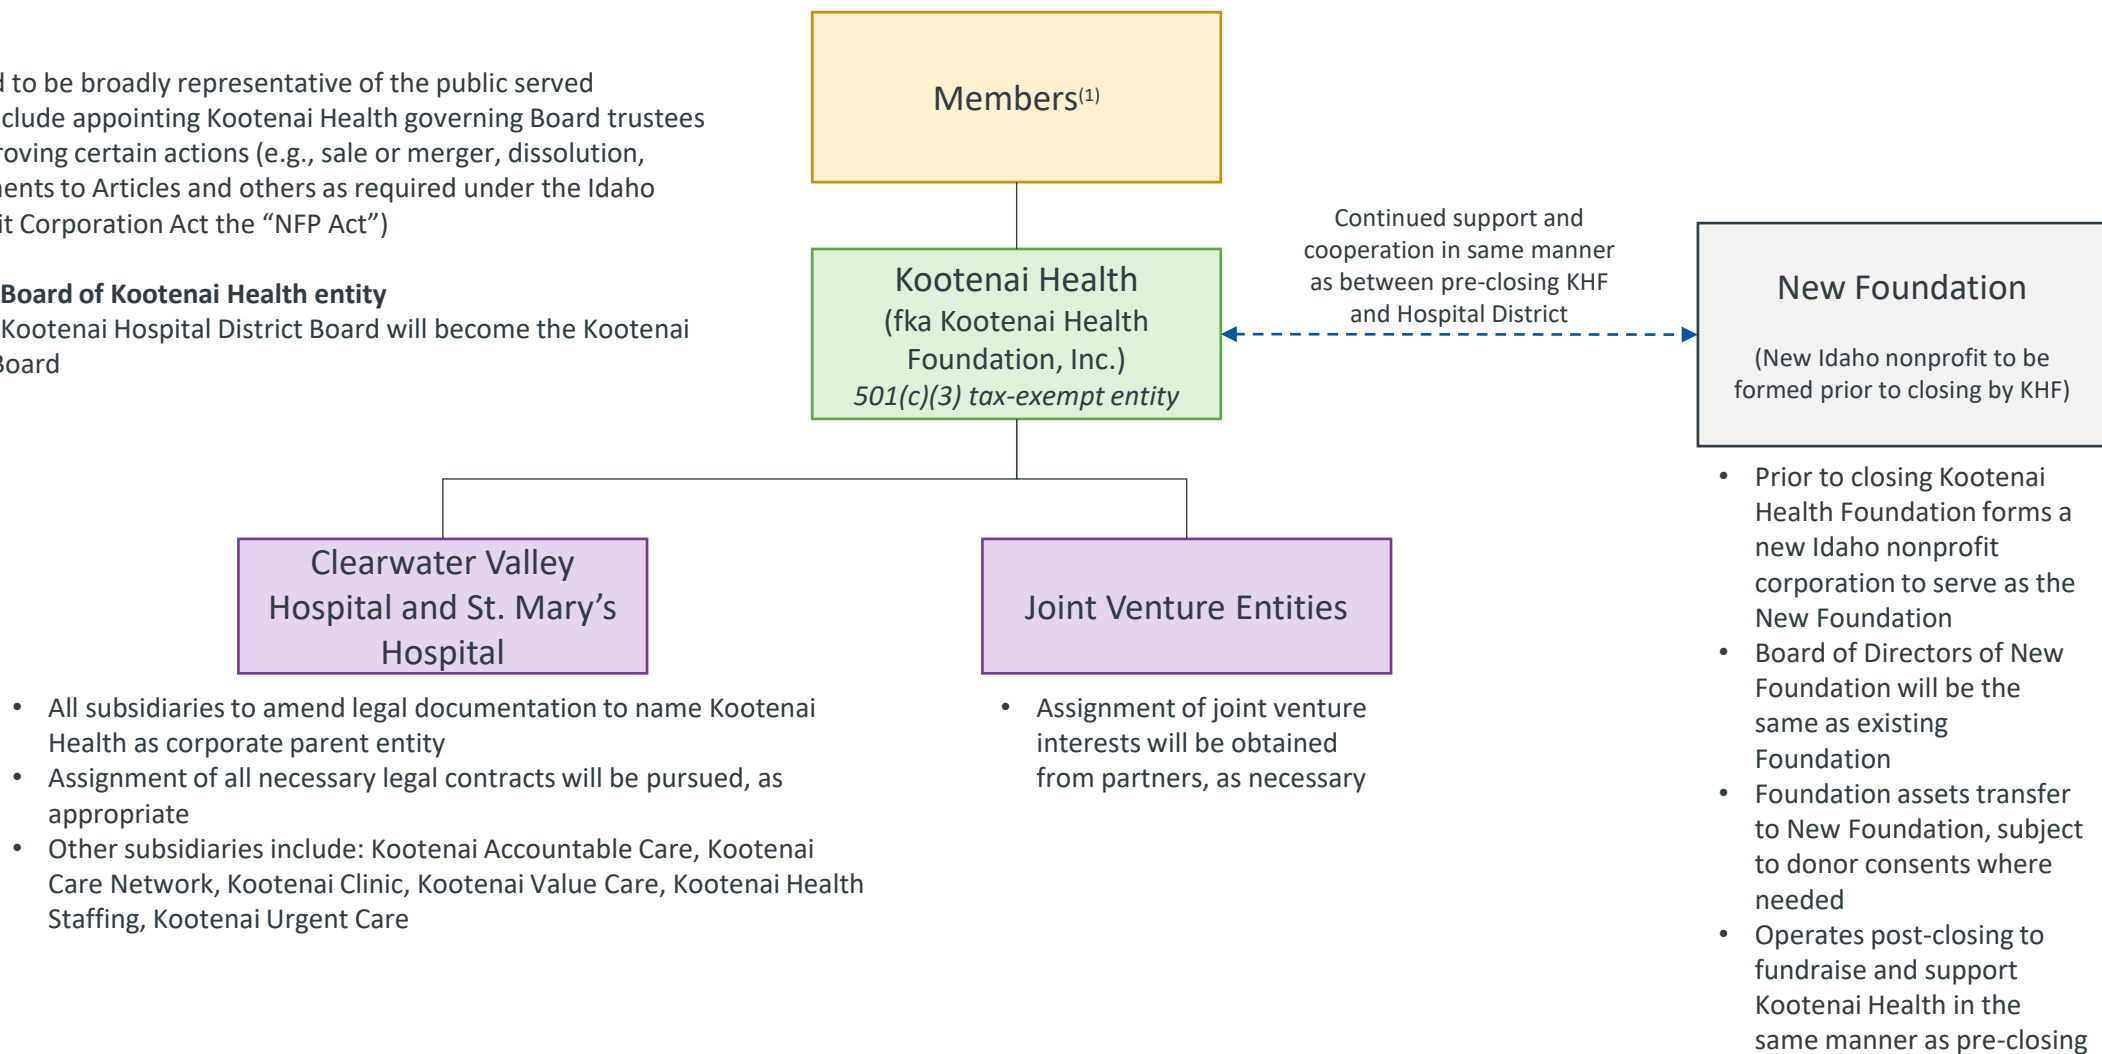 Members(1)
to be broadly representative of the public served
appointing Kootenai Health governing Board trustees
certain actions (e.g., sale or merger, dissolution,
to Articles and others as required under the Idaho
Corporation Act the “NFP Act”)
Board of Kootenai Health entity
Kootenai Hospital District Board will become the Kootenai
Board
Kootenai Health
(fka Kootenai Health
Foundation, Inc.)
501(c)(3) tax-exempt entity
Continued support and
cooperation in same manner
as between pre-closing KHF
and Hospital District
New Foundation
(New Idaho nonprofit to be
formed prior to closing by KHF)
Clearwater Valley
Hospital and St. Mary’s
Hospital
• All subsidiaries to amend legal documentation to name Kootenai
Health as corporate parent entity
• Assignment of all necessary legal contracts will be pursued, as
appropriate
• Other subsidiaries include: Kootenai Accountable Care, Kootenai
Care Network, Kootenai Clinic, Kootenai Value Care, Kootenai Health
Staffing, Kootenai Urgent Care
Joint Venture Entities
• Assignment of joint venture
interests will be obtained
from partners, as necessary
• Prior to closing Kootenai
Health Foundation forms a
new Idaho nonprofit
corporation to serve as the
New Foundation
• Board of Directors of New
Foundation will be the
same as existing
Foundation
• Foundation assets transfer
to New Foundation, subject
to donor consents where
needed
• Operates post-closing to
fundraise and support
Kootenai Health in the
same manner as pre-closing